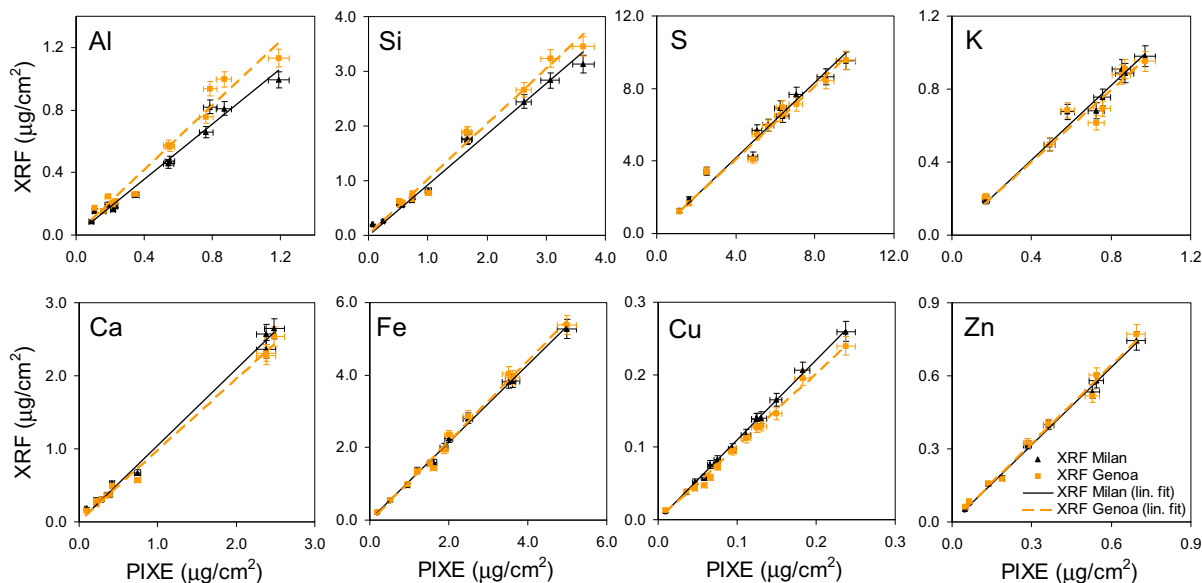 Al
Si
S
K
XRF (μg/cm²)
1.2
0.8
0.4
0.0
0.0 0.4 0.8 1.2
4.0
3.0
2.0
1.0
0.0
0.0 1.0 2.0 3.0 4.0
12.0
8.0
4.0
0.0
0.0 4.0 8.0 12.0
1.2
0.8
0.4
0.0
0.0 0.4 0.8 1.2
Ca
Fe
Cu
Zn
XRF (μg/cm²)
3.0
2.0
1.0
0.0
0.0 1.0 2.0 3.0
6.0
4.0
2.0
0.0
0.0 2.0 4.0 6.0
0.3
0.2
0.1
0.0
0.0 0.1 0.2 0.3
0.9
0.6
0.3
0.0
0.0 0.3 0.6 0.9
XRF Milan
XRF Genoa
XRF Milan (lin. fit)
XRF Genoa (lin. fit)
PIXE (μg/cm²)
PIXE (μg/cm²)
PIXE (μg/cm²)
PIXE (μg/cm²)